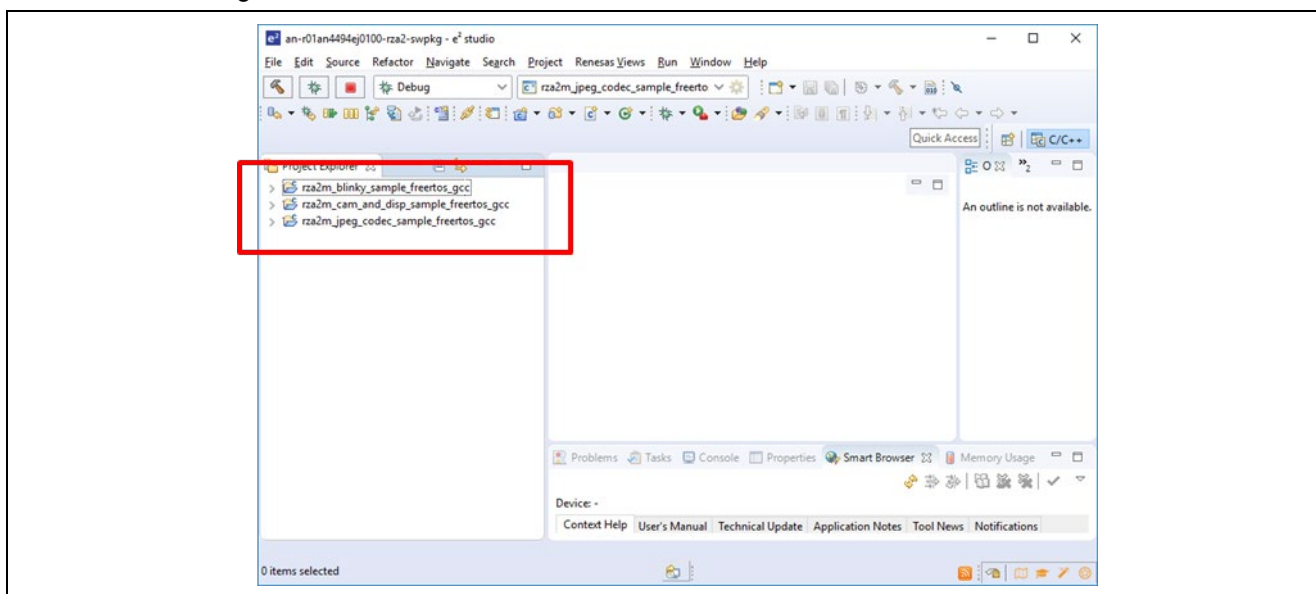 an-r01an4494ej0100-rza2-swpkg - e² studio
File Edit Source Refactor Navigate Search Project Renesas Views Run Window Help
Debug rza2m_jpeg_codec_sample_freerto
Quick Access C/C++
Project Explorer O
rza2m_blinky_sample_freertos_gcc
rza2m_cam_and_disp_sample_freertos_gcc
An outline is not available.
rza2m_jpeg_codec_sample_freertos_gcc
Problems Tasks Console Properties Smart Browser Memory Usage
Device: -
Context Help User's Manual Technical Update Application Notes Tool News Notifications
0 items selected